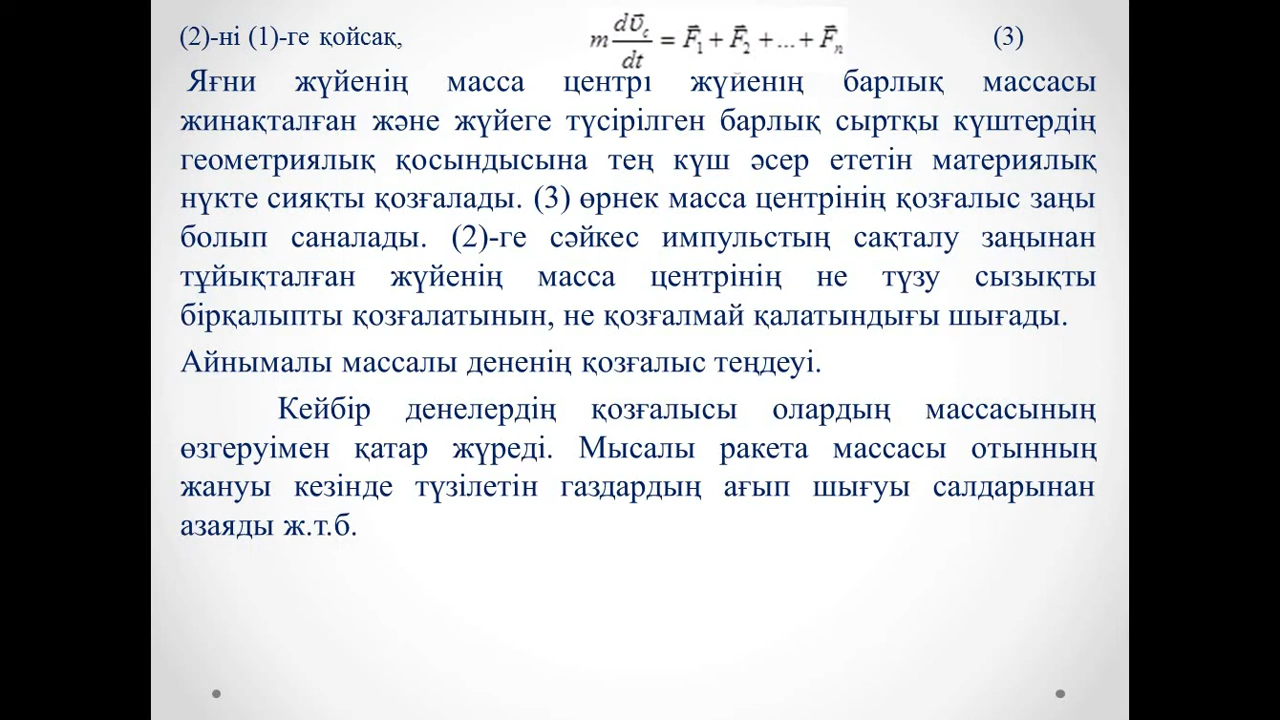 (2)-ні (1)-ге қойсақ, m dῡ⃗c/dt = F⃗1 + F⃗2 + ... + F⃗n (3)
Яғни жүйенің масса центрі жүйенің барлық массасы
жинақталған және жүйеге түсірілген барлық сыртқы күштердің
геометриялық қосындысына тең күш әсер ететін материялық
нүкте сияқты қозғалады. (3) өрнек масса центрінің қозғалыс заңы
болып саналады. (2)-ге сәйкес импульстың сақталу заңынан
тұйықталған жүйенің масса центрінің не түзу сызықты
бірқалыпты қозғалатынын, не қозғалмай қалатындығы шығады.
Айнымалы массалы дененің қозғалыс теңдеуі.
Кейбір денелердің қозғалысы олардың массасының
өзгеруімен қатар жүреді. Мысалы ракета массасы отынның
жануы кезінде түзілетін газдардың ағып шығуы салдарынан
азаяды ж.т.б.